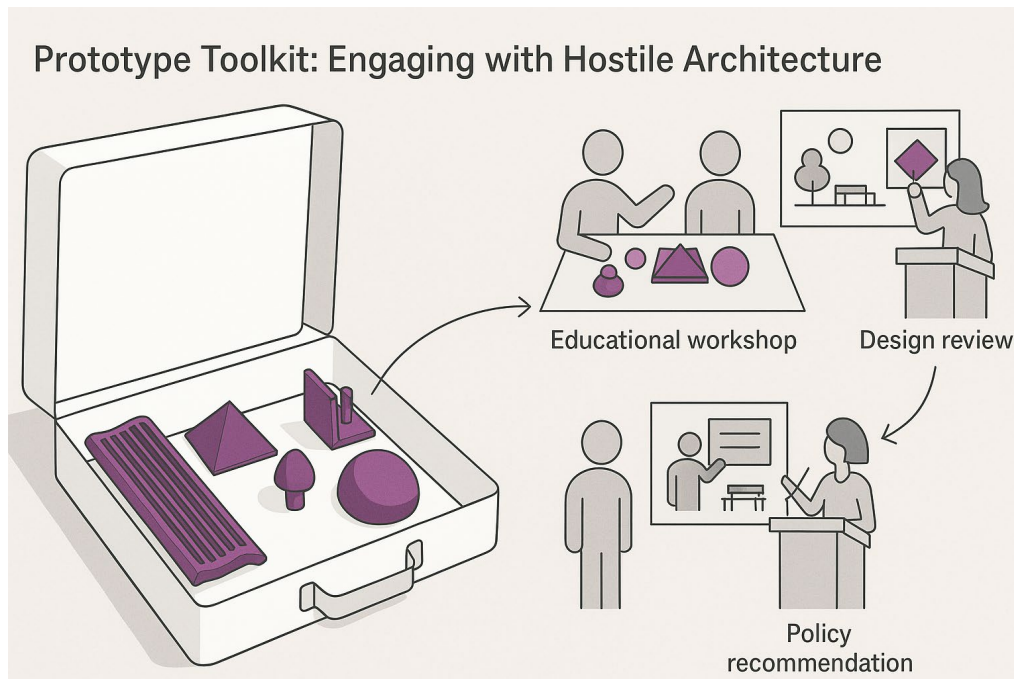 Prototype Toolkit: Engaging with Hostile Architecture
Educational workshop
Design review
Policy
recommendation